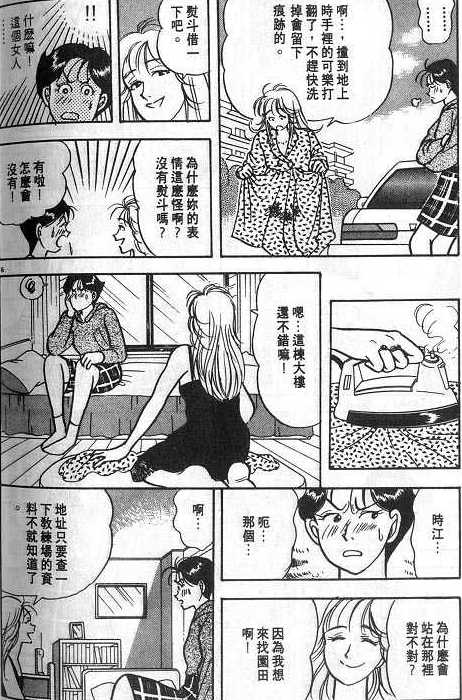 ……
啊……，撞到地上
時手裡的可樂打
翻了，不趕快洗
掉會留下
痕跡的。
熨斗借一
下吧。
!!
什麼嘛！
這個女人
……
為什麼妳的表
情這麼怪啊？
沒有熨斗嗎？
有啦！
怎麼會
沒有！
6
嗯…這棟大樓
還不錯嘛！
時江…
呃…
那個…
啊…
為什麼會
站在那裡
對不對？
因為我想
來找園田
啊！
地址只要查一
下教練場的資
料不就知道了